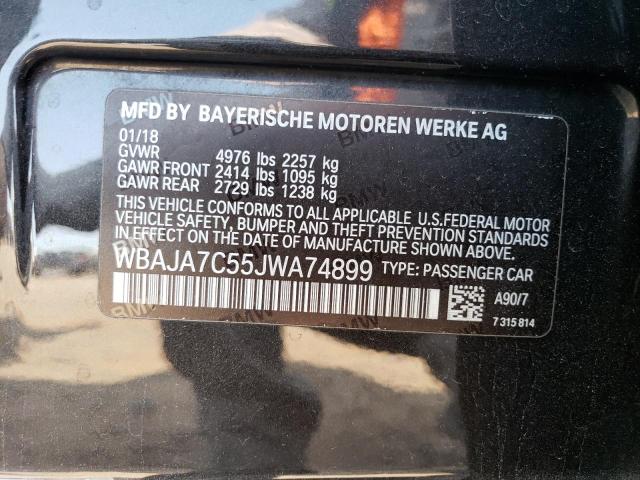 MFD BY BAYERISCHE MOTOREN WERKE AG
01/18
GVWR 4976 lbs 2257 kg
GAWR FRONT 2414 lbs 1095 kg
GAWR REAR 2729 lbs 1238 kg
THIS VEHICLE CONFORMS TO ALL APPLICABLE U.S.FEDERAL MOTOR
VEHICLE SAFETY, BUMPER, AND THEFT PREVENTION STANDARDS
IN EFFECT ON THE DATE OF MANUFACTURE SHOWN ABOVE.
WBAJA7C55JWA74899 TYPE: PASSENGER CAR
A90/7
7 315 814